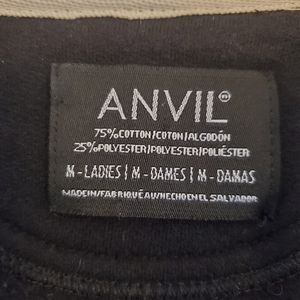 ANVIL®
75% COTTON/COTON/ALGODÓN
25% POLYESTER/POLYESTER/POLIÉSTER
M - LADIES | M - DAMES | M - DAMAS
MADE IN/FABRIQUÉ AU/HECHO EN EL SALVADOR